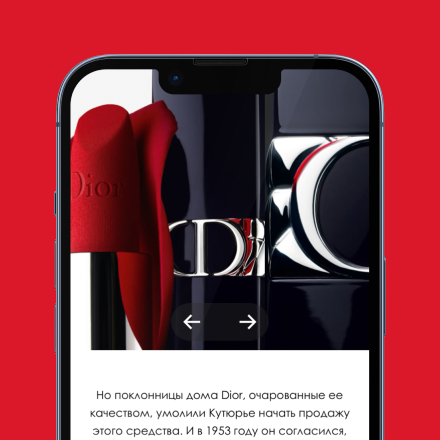 Dior
CD
Но поклонницы дома Dior, очарованные ее
качеством, умолили Кутюрье начать продажу
этого средства. И в 1953 году он согласился,